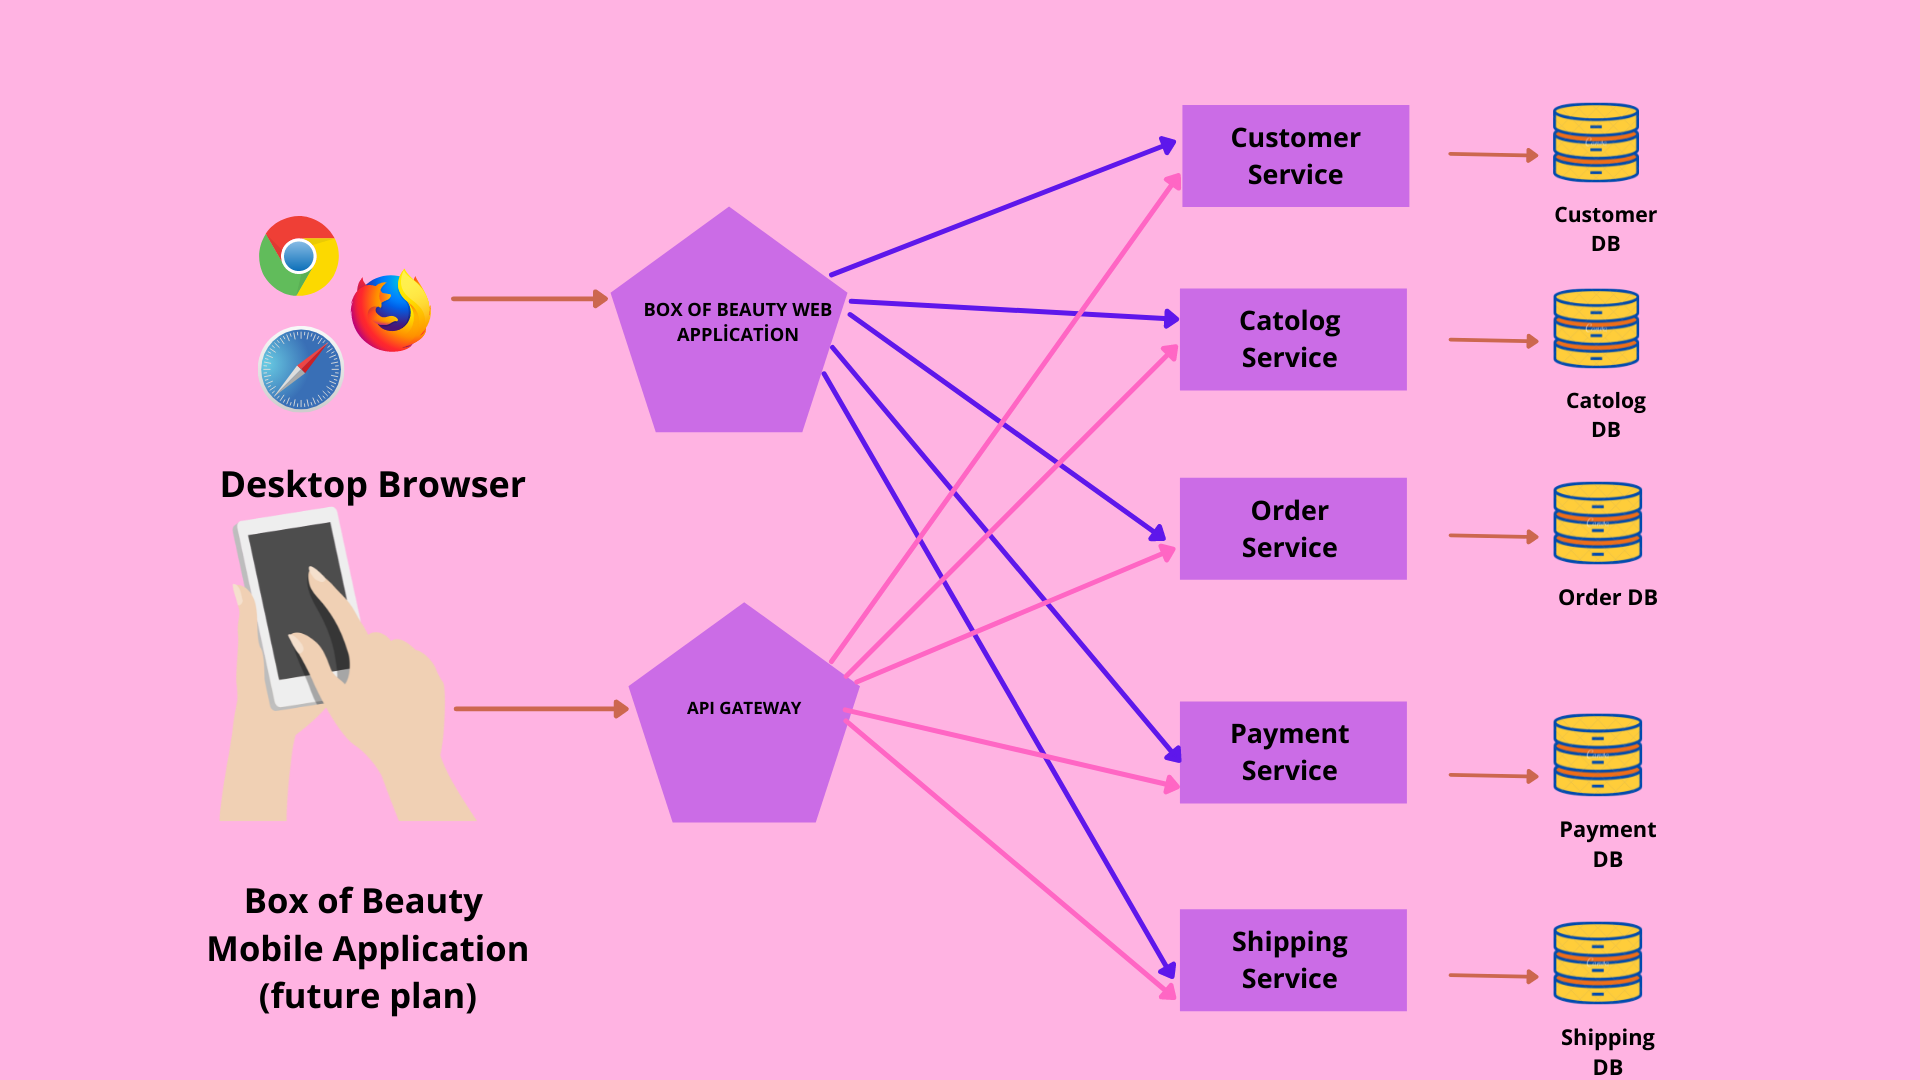 Customer
Service
Customer
DB
BOX OF BEAUTY WEB
APPLİCATİON
Catolog
Service
Catolog
DB
Desktop Browser
Order
Service
Order DB
API GATEWAY
Payment
Service
Payment
DB
Box of Beauty
Mobile Application
(future plan)
Shipping
Service
Shipping
DB